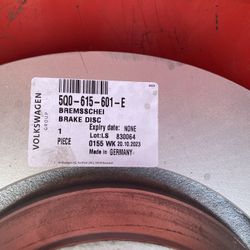 VOLKSWAGEN
GROUP
5Q0-615-601-E
BREMSSCHEI
BRAKE DISC
1
PIECE
Expiry date: NONE
Lot:LS 830064
0155 WK 20.10.2023
Made in GERMANY